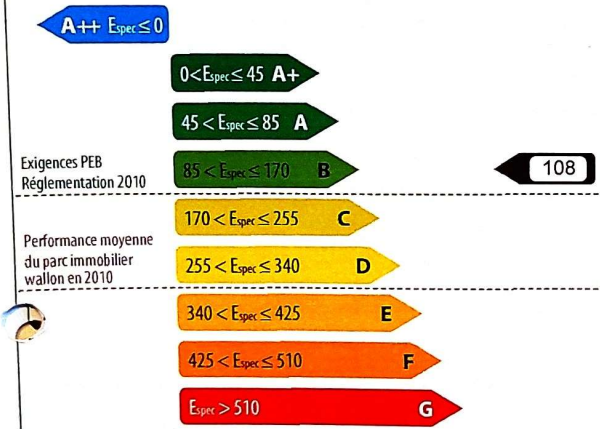 A++ Espec ≤ 0
0 < Espec ≤ 45 A+
45 < Espec ≤ 85 A
Exigences PEB
Réglementation 2010
85 < Espec ≤ 170 B
108
170 < Espec ≤ 255 C
Performance moyenne
du parc immobilier
wallon en 2010
255 < Espec ≤ 340 D
340 < Espec ≤ 425 E
425 < Espec ≤ 510 F
Espec > 510 G